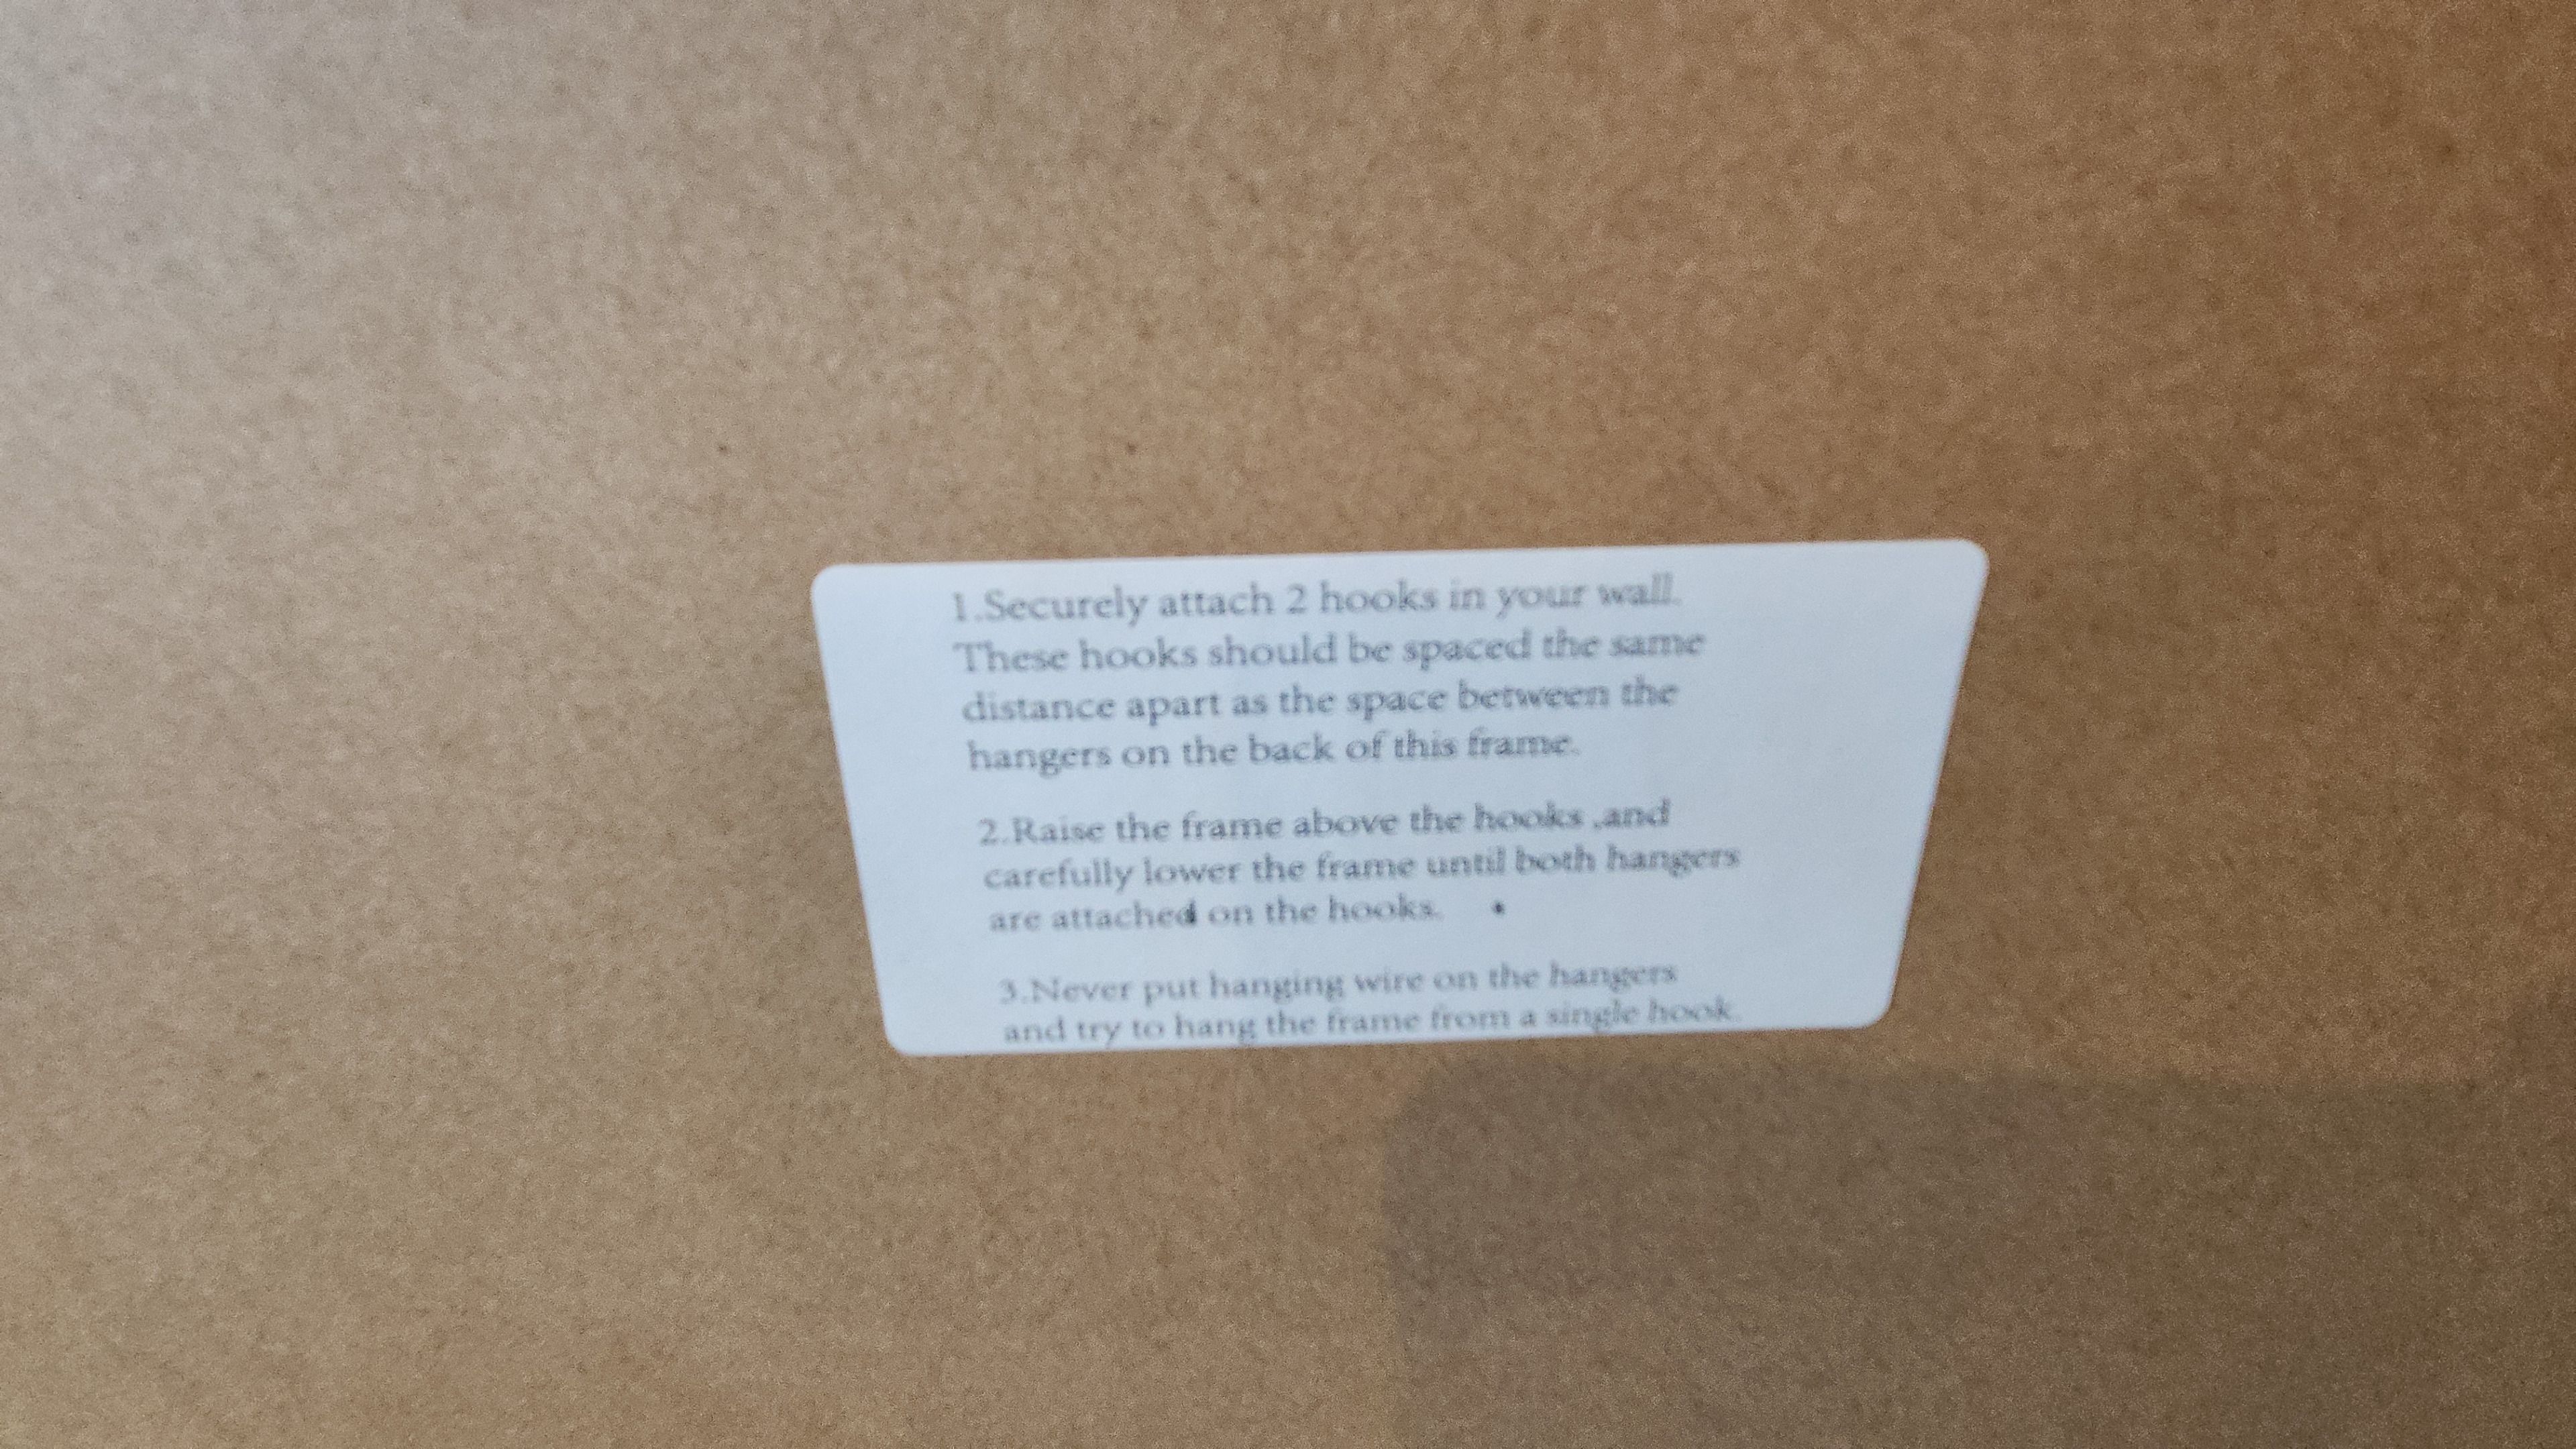 1.Securely attach 2 hooks in your wall.
These hooks should be spaced the same
distance apart as the space between the
hangers on the back of this frame.
2.Raise the frame above the hooks ,and
carefully lower the frame until both hangers
are attached on the hooks.
3.Never put hanging wire on the hangers
and try to hang the frame from a single hook.